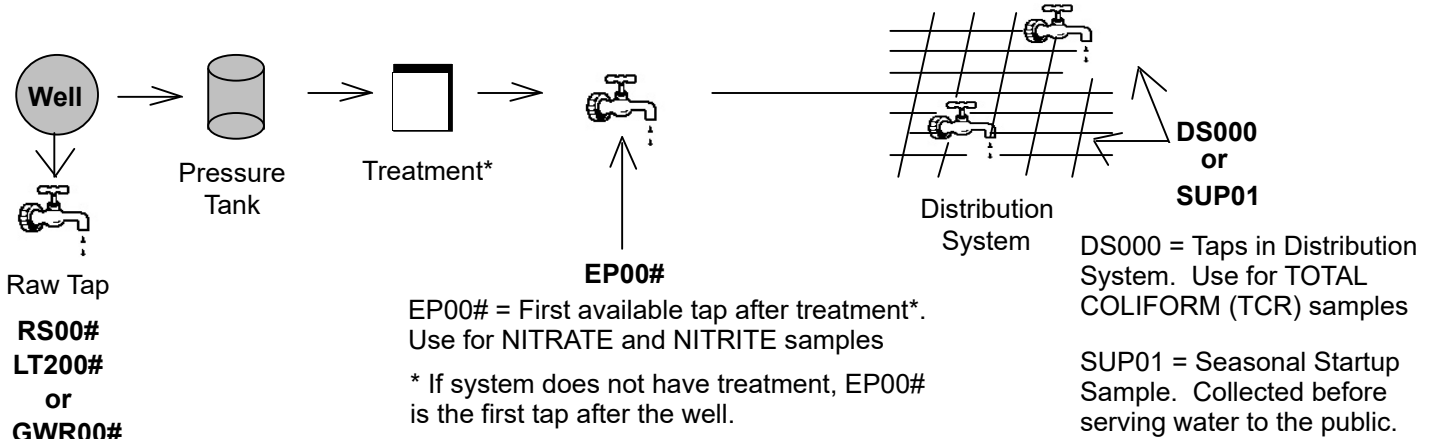 Well
Pressure
Tank
Treatment*
Raw Tap
RS00#
LT200#
or
GWR00#
EP00#
EP00# = First available tap after treatment*.
Use for NITRATE and NITRITE samples
* If system does not have treatment, EP00#
is the first tap after the well.
Distribution
System
DS000
or
SUP01
DS000 = Taps in Distribution
System. Use for TOTAL
COLIFORM (TCR) samples
SUP01 = Seasonal Startup
Sample. Collected before
serving water to the public.